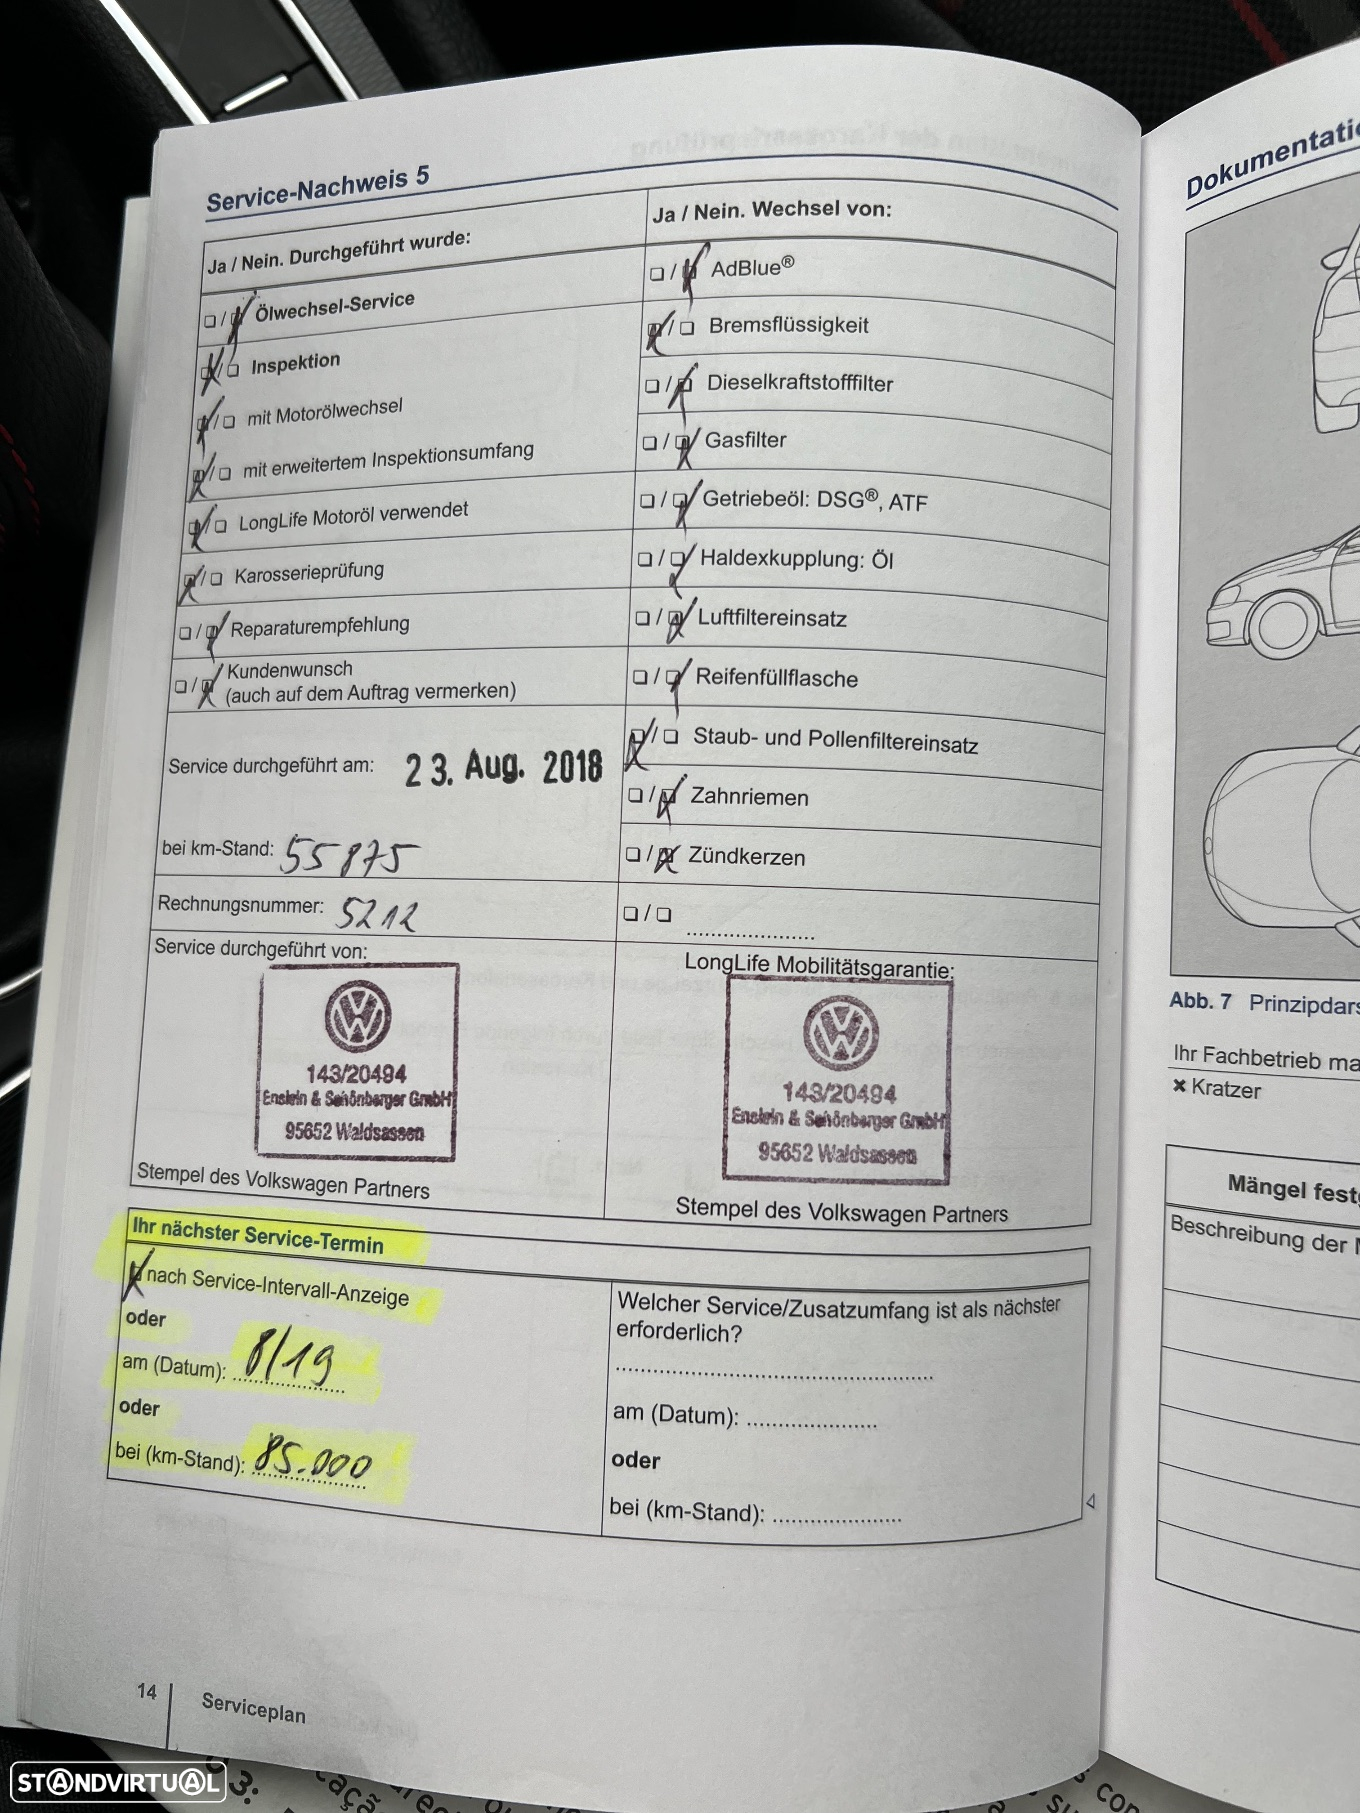 Service-Nachweis 5
Ja / Nein. Durchgeführt wurde:
Ölwechsel-Service
Inspektion
mit Motorölwechsel
mit erweitertem Inspektionsumfang
LongLife Motoröl verwendet
Karosserieprüfung
Reparaturempfehlung
Kundenwunsch
(auch auf dem Auftrag vermerken)
Service durchgeführt am: 23. Aug. 2018
bei km-Stand: 55875
Rechnungsnummer: 5212
Service durchgeführt von:
143/20494
Enslein & Schönberger GmbH
95652 Waldsassen
Stempel des Volkswagen Partners
Ja / Nein. Wechsel von:
AdBlue®
Bremsflüssigkeit
Dieselkraftstofffilter
Gasfilter
Getriebeöl: DSG®, ATF
Haldexkupplung: Öl
Luftfiltereinsatz
Reifenfüllflasche
Staub- und Pollenfiltereinsatz
Zahnriemen
Zündkerzen
LongLife Mobilitätsgarantie:
143/20494
Enslein & Schönberger GmbH
95652 Waldsassen
Stempel des Volkswagen Partners
Ihr nächster Service-Termin
nach Service-Intervall-Anzeige
oder
am (Datum): 8/19
oder
bei (km-Stand): 85.000
Welcher Service/Zusatzumfang ist als nächster
erforderlich?
am (Datum):
oder
bei (km-Stand):
14 Serviceplan
Abb. 7
Ihr Fachbetrieb
Kratzer
Mängel
Beschreibung der
STANDVIRTUAL